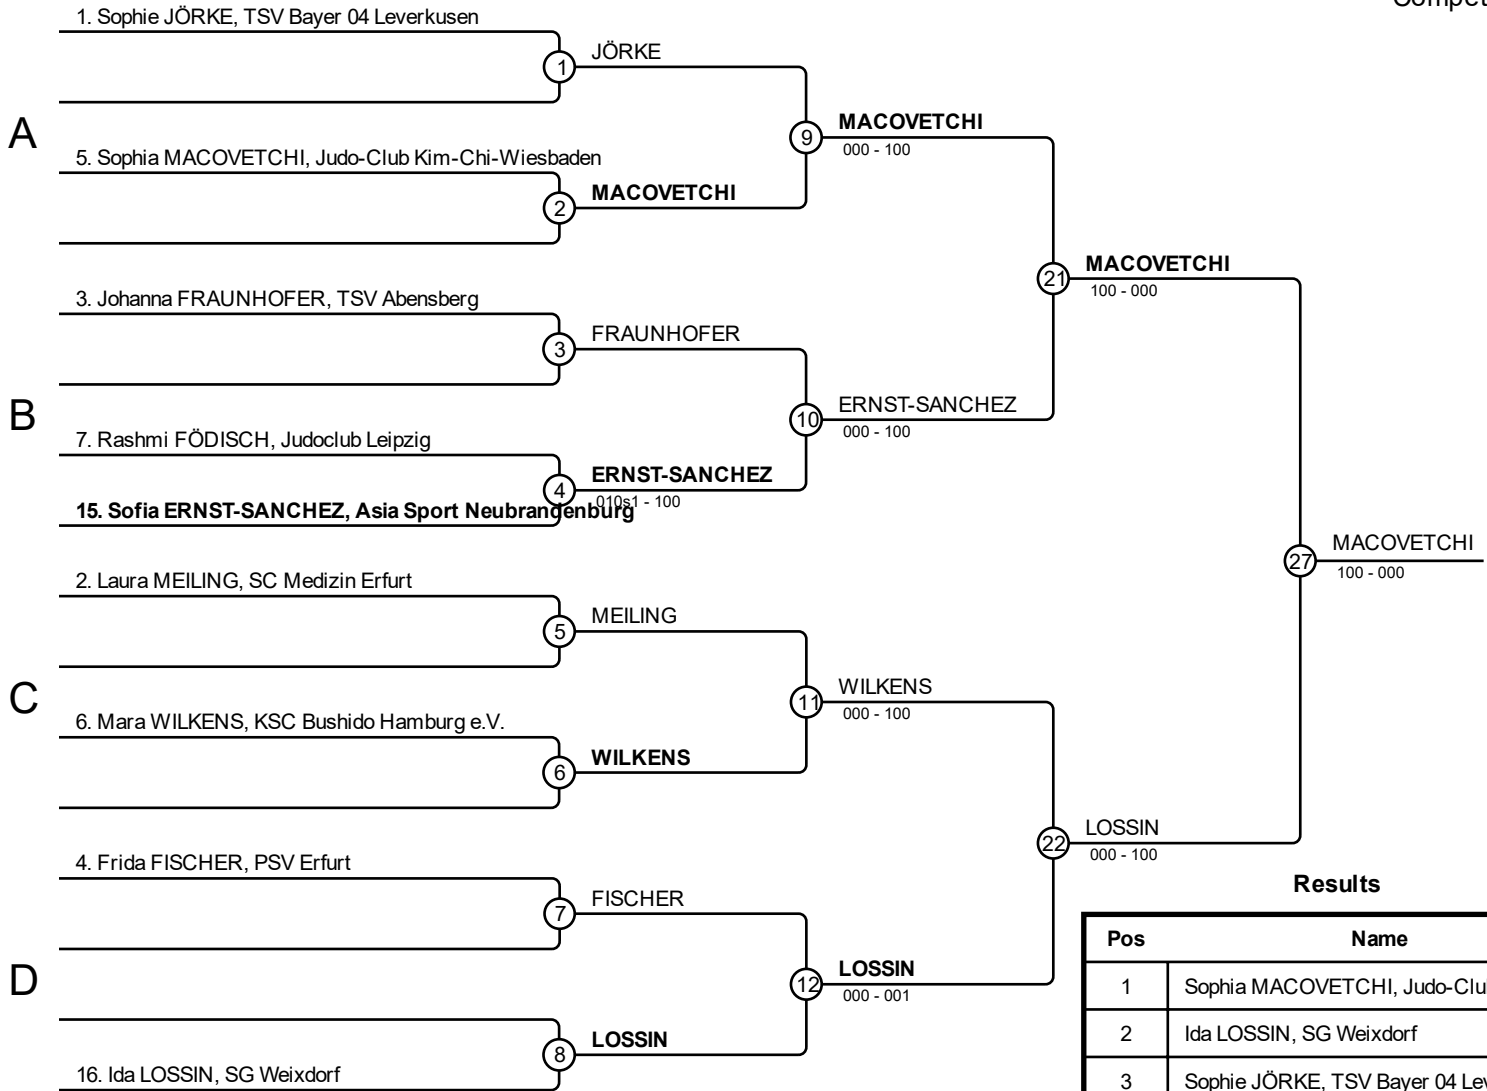 Compet
1. Sophie JÖRKE, TSV Bayer 04 Leverkusen
1
JÖRKE
A
9
MACOVETCHI
000 - 100
5. Sophia MACOVETCHI, Judo-Club Kim-Chi-Wiesbaden
2
MACOVETCHI
21
MACOVETCHI
100 - 000
3. Johanna FRAUNHOFER, TSV Abensberg
3
FRAUNHOFER
B
10
ERNST-SANCHEZ
000 - 100
7. Rashmi FÖDISCH, Judoclub Leipzig
4
ERNST-SANCHEZ
010s1 - 100
15. Sofia ERNST-SANCHEZ, Asia Sport Neubrandenburg
27
MACOVETCHI
100 - 000
2. Laura MEILING, SC Medizin Erfurt
5
MEILING
C
11
WILKENS
000 - 100
6. Mara WILKENS, KSC Bushido Hamburg e.V.
6
WILKENS
22
LOSSIN
000 - 100
4. Frida FISCHER, PSV Erfurt
7
FISCHER
D
12
LOSSIN
000 - 001
8
LOSSIN
16. Ida LOSSIN, SG Weixdorf
Results
Pos Name
1 Sophia MACOVETCHI, Judo-Clu
2 Ida LOSSIN, SG Weixdorf
3 Sophie JÖRKE, TSV Bayer 04 Lev